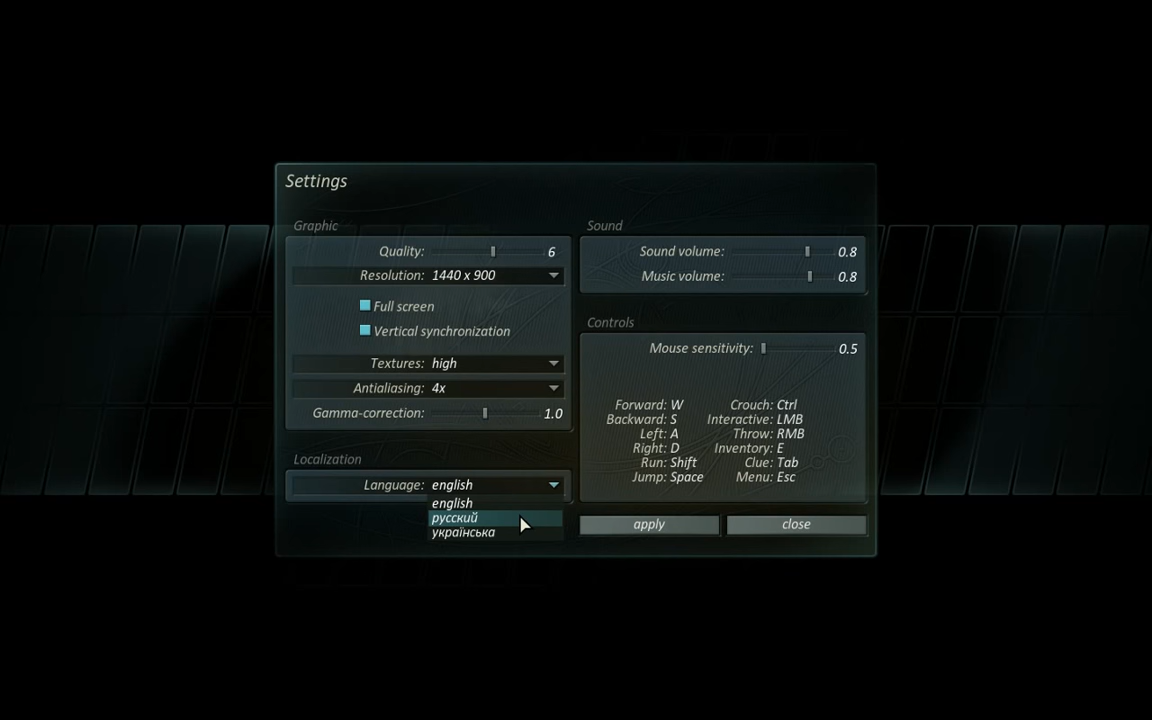 Settings
Graphic
Quality: 6
Resolution: 1440 x 900
Full screen
Vertical synchronization
Textures: high
Antialiasing: 4x
Gamma-correction: 1.0
Localization
Language: english
english
русский
українська
Sound
Sound volume: 0.8
Music volume: 0.8
Controls
Mouse sensitivity: 0.5
Forward: W Crouch: Ctrl
Backward: S Interactive: LMB
Left: A Throw: RMB
Right: D Inventory: E
Run: Shift Clue: Tab
Jump: Space Menu: Esc
apply close